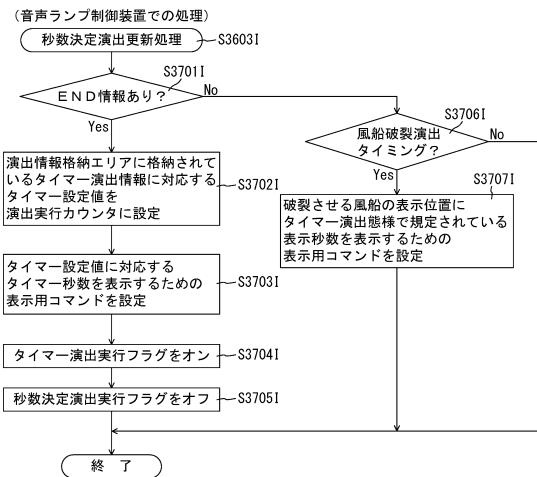 （音声ランプ制御装置での処理）
秒数決定演出更新処理
S3603I
S3701I
ＥＮＤ情報あり？
No
Yes
演出情報格納エリアに格納されて
いるタイマー演出情報に対応する
タイマー設定値を
演出実行カウンタに設定
S3702I
タイマー設定値に対応する
タイマー秒数を表示するための
表示用コマンドを設定
S3703I
タイマー演出実行フラグをオン
S3704I
秒数決定演出実行フラグをオフ
S3705I
S3706I
風船破裂演出
タイミング？
No
Yes
S3707I
破裂させる風船の表示位置に
タイマー演出態様で規定されている
表示秒数を表示するための
表示用コマンドを設定
終 了